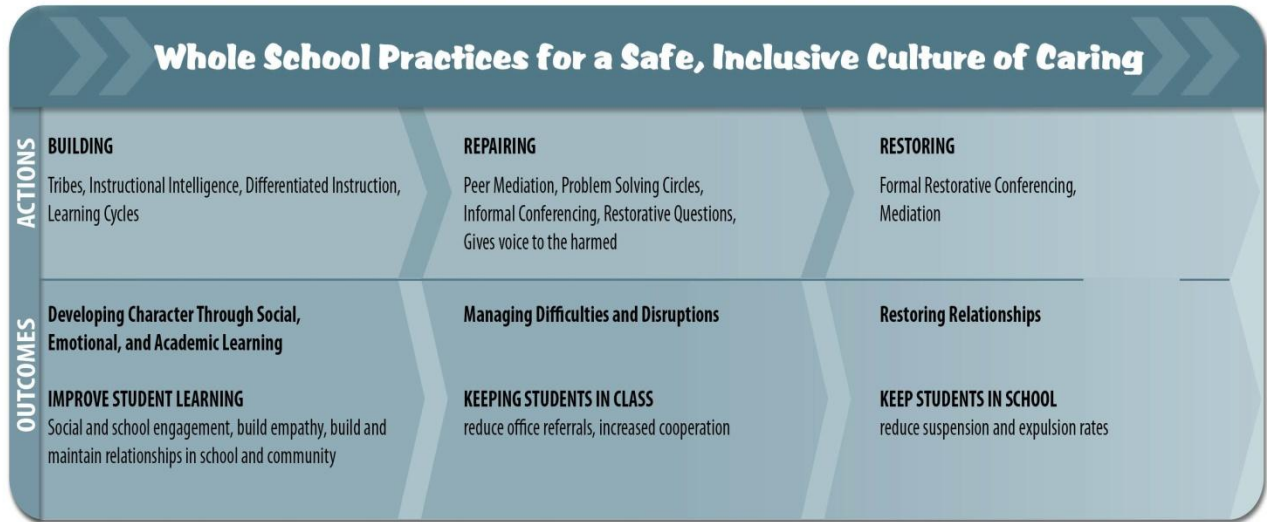 Whole School Practices for a Safe, Inclusive Culture of Caring
ACTIONS
BUILDING
Tribes, Instructional Intelligence, Differentiated Instruction,
Learning Cycles
REPAIRING
Peer Mediation, Problem Solving Circles,
Informal Conferencing, Restorative Questions,
Gives voice to the harmed
RESTORING
Formal Restorative Conferencing,
Mediation
OUTCOMES
Developing Character Through Social,
Emotional, and Academic Learning
IMPROVE STUDENT LEARNING
Social and school engagement, build empathy, build and
maintain relationships in school and community
Managing Difficulties and Disruptions
KEEPING STUDENTS IN CLASS
reduce office referrals, increased cooperation
Restoring Relationships
KEEP STUDENTS IN SCHOOL
reduce suspension and expulsion rates